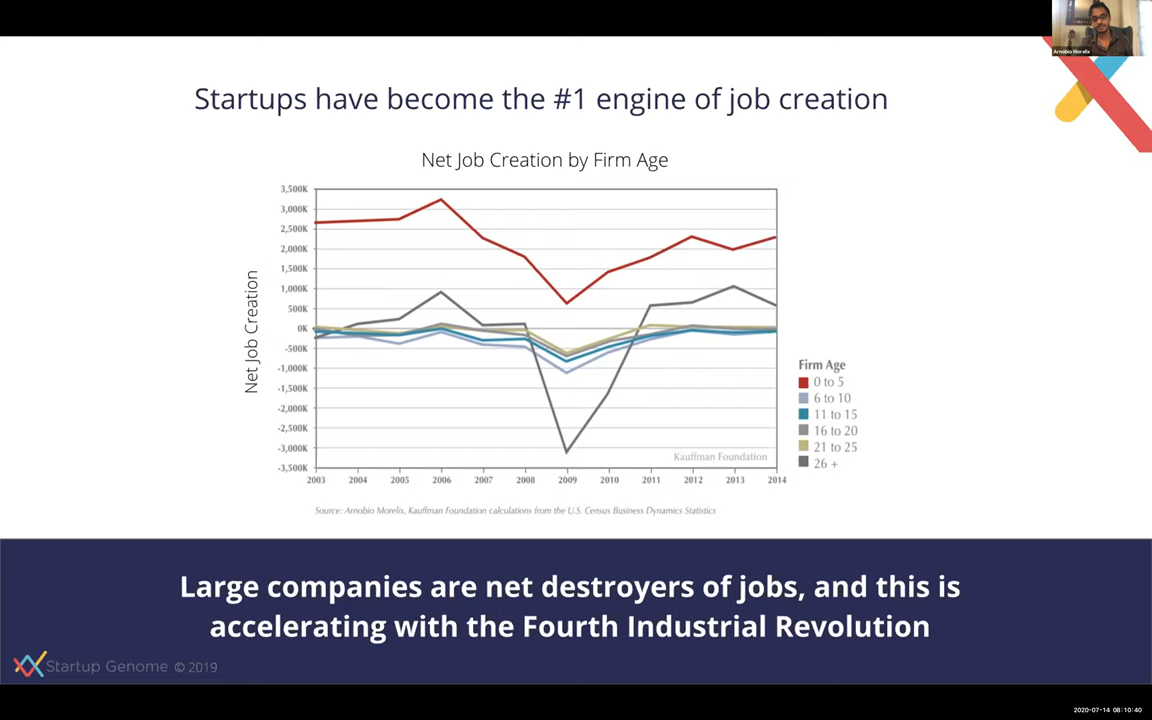 Arnobio Morelix
Startups have become the #1 engine of job creation
Net Job Creation by Firm Age
Net Job Creation
3,500K
3,000K
2,500K
2,000K
1,500K
1,000K
500K
0K
-500K
-1,000K
-1,500K
-2,000K
-2,500K
-3,000K
-3,500K
2003 2004 2005 2006 2007 2008 2009 2010 2011 2012 2013 2014
Kauffman Foundation
Firm Age
0 to 5
6 to 10
11 to 15
16 to 20
21 to 25
26 +
Source: Arnobio Morelix, Kauffman Foundation calculations from the U.S. Census Business Dynamics Statistics
Large companies are net destroyers of jobs, and this is
accelerating with the Fourth Industrial Revolution
Startup Genome © 2019
2020-07-14 08:10:40